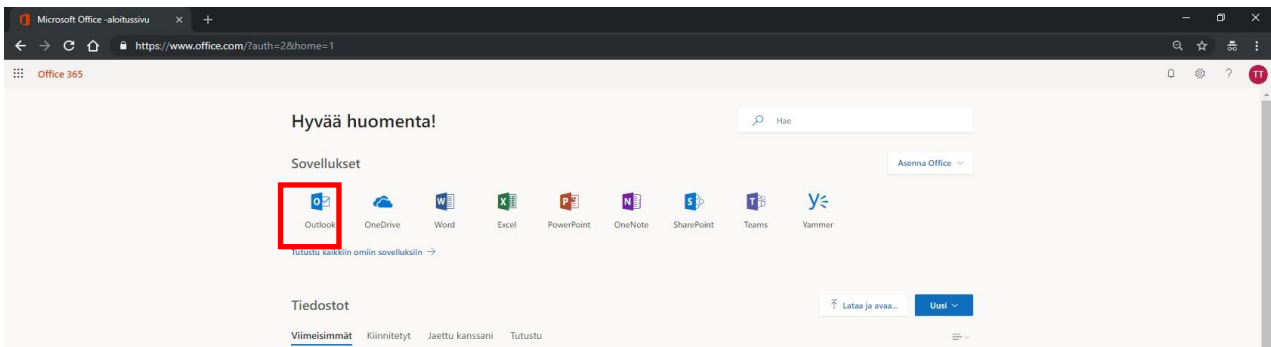 Microsoft Office -aloitussivu
https://www.office.com/?auth=2&home=1
Office 365
TT
Hyvää huomenta!
Hae
Sovellukset
Asenna Office
Outlook OneDrive Word Excel PowerPoint OneNote SharePoint Teams Yammer
Tutustu kaikkiin omiin sovelluksiin →
Tiedostot
Lataa ja avaa... Uusi
Viimeisimmät Kiinnitetyt Jaettu kanssani Tutustu